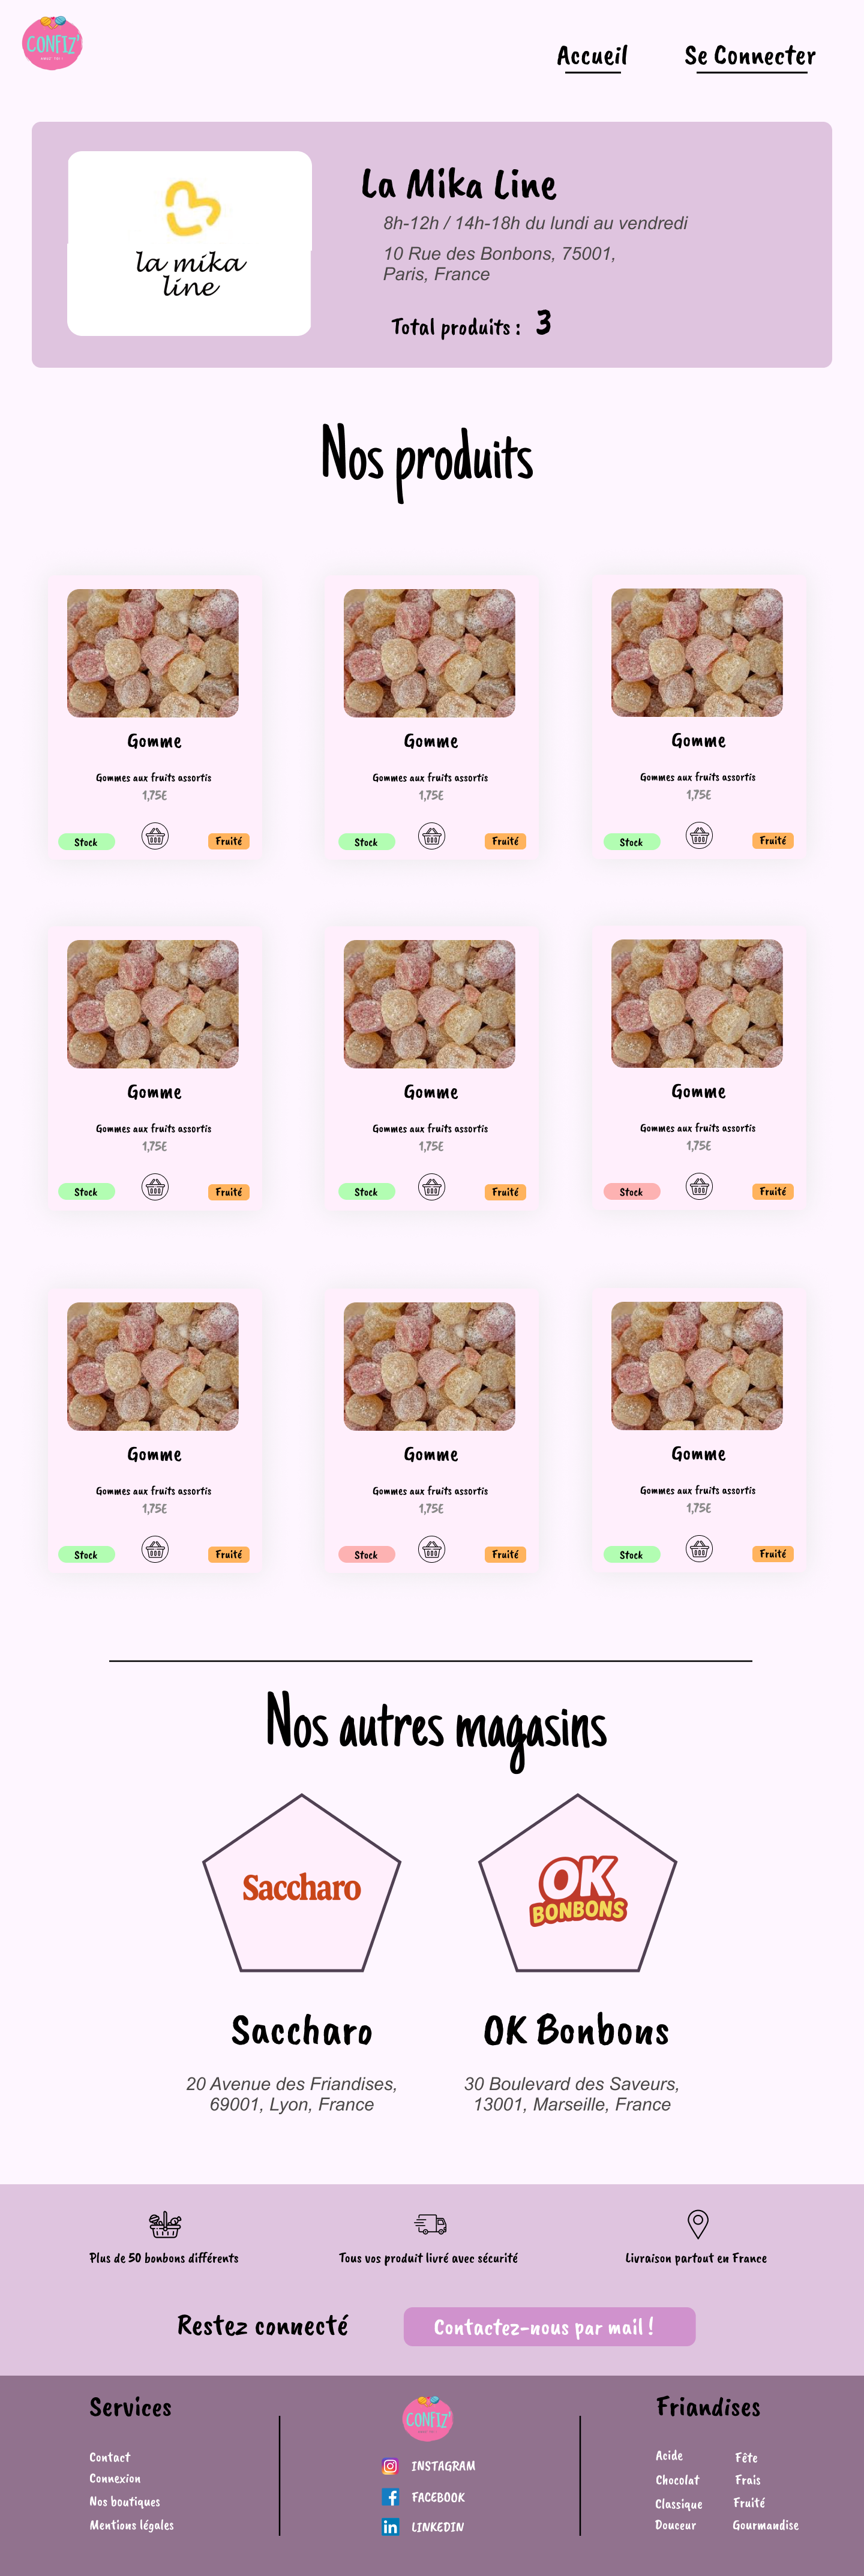 CONFIZ'
Accueil
Se Connecter
la mika
line
La Mika Line
8h-12h / 14h-18h du lundi au vendredi
10 Rue des Bonbons, 75001,
Paris, France
Total produits : 3
Nos produits
Gomme
Gommes aux fruits assortis
1,75€
Stock
Fruité
Gomme
Gommes aux fruits assortis
1,75€
Stock
Fruité
Gomme
Gommes aux fruits assortis
1,75€
Stock
Fruité
Gomme
Gommes aux fruits assortis
1,75€
Stock
Fruité
Gomme
Gommes aux fruits assortis
1,75€
Stock
Fruité
Gomme
Gommes aux fruits assortis
1,75€
Stock
Fruité
Gomme
Gommes aux fruits assortis
1,75€
Stock
Fruité
Gomme
Gommes aux fruits assortis
1,75€
Stock
Fruité
Gomme
Gommes aux fruits assortis
1,75€
Stock
Fruité
Nos autres magasins
Saccharo
OK
BONBONS
Saccharo
20 Avenue des Friandises,
69001, Lyon, France
OK Bonbons
30 Boulevard des Saveurs,
13001, Marseille, France
Plus de 50 bonbons différents
Tous vos produit livré avec sécurité
Livraison partout en France
Restez connecté
Contactez-nous par mail !
Services
Contact
Connexion
Nos boutiques
Mentions légales
CONFIZ'
INSTAGRAM
FACEBOOK
LINKEDIN
Friandises
Acide
Chocolat
Classique
Douceur
Fête
Frais
Fruité
Gourmandise